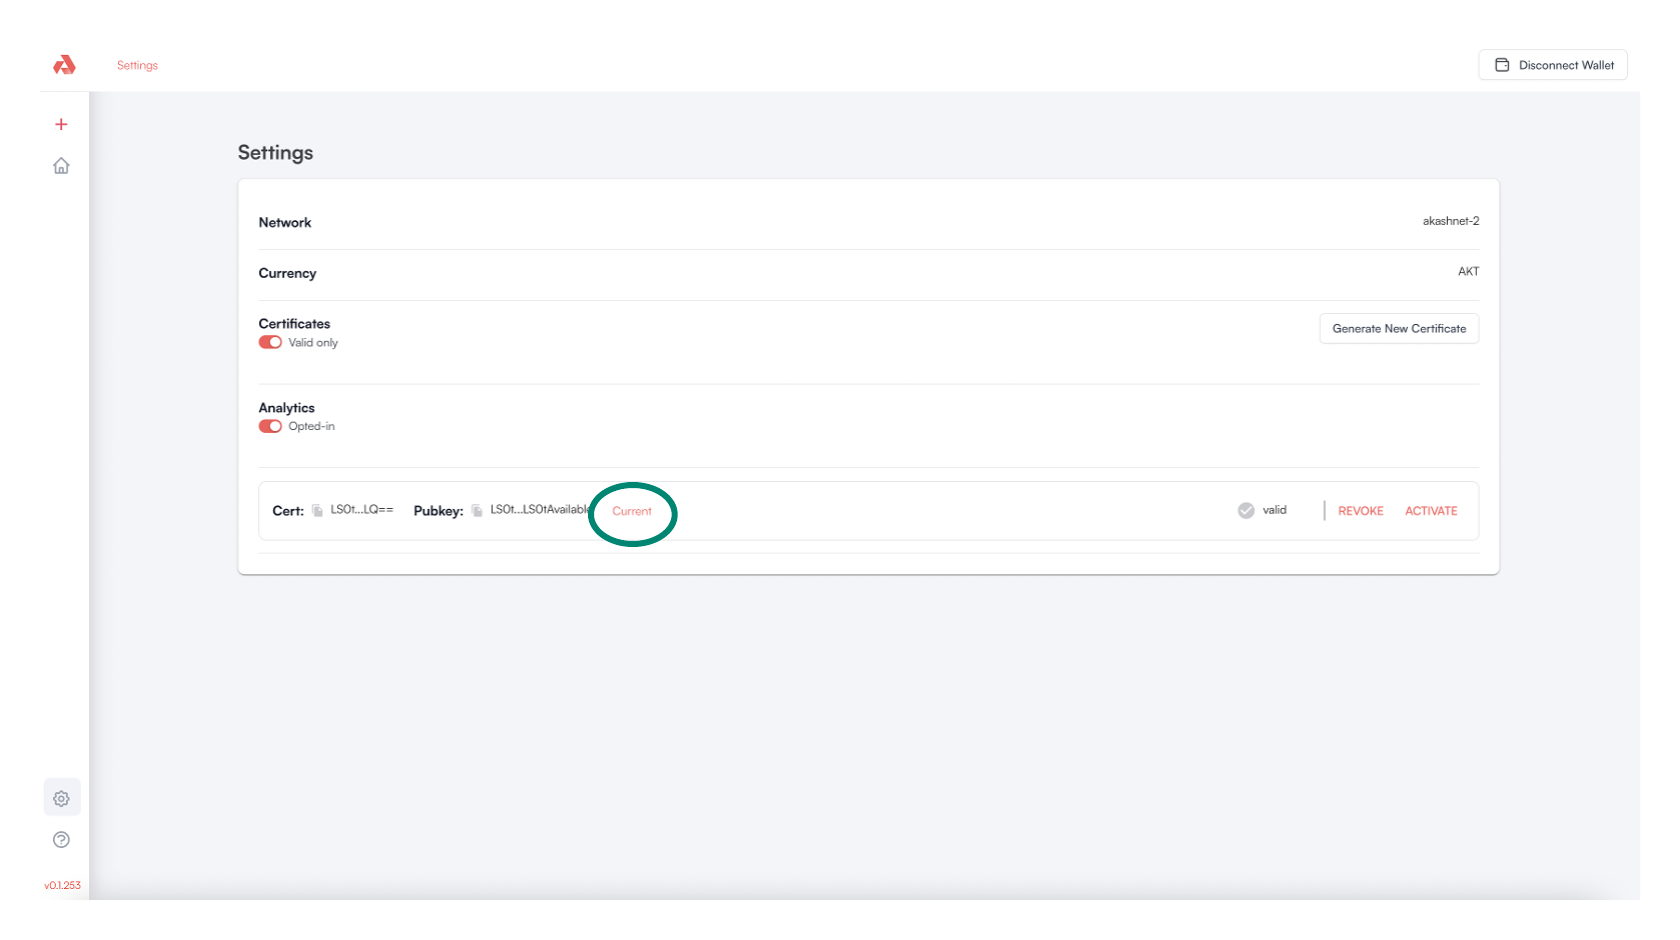 Settings
Disconnect Wallet
Settings
Network
akashnet-2
Currency
AKT
Certificates
Generate New Certificate
Valid only
Analytics
Opted-in
Cert: LS0t...LQ== Pubkey: LS0t...LS0tAvailable Current valid REVOKE ACTIVATE
v0.1.253